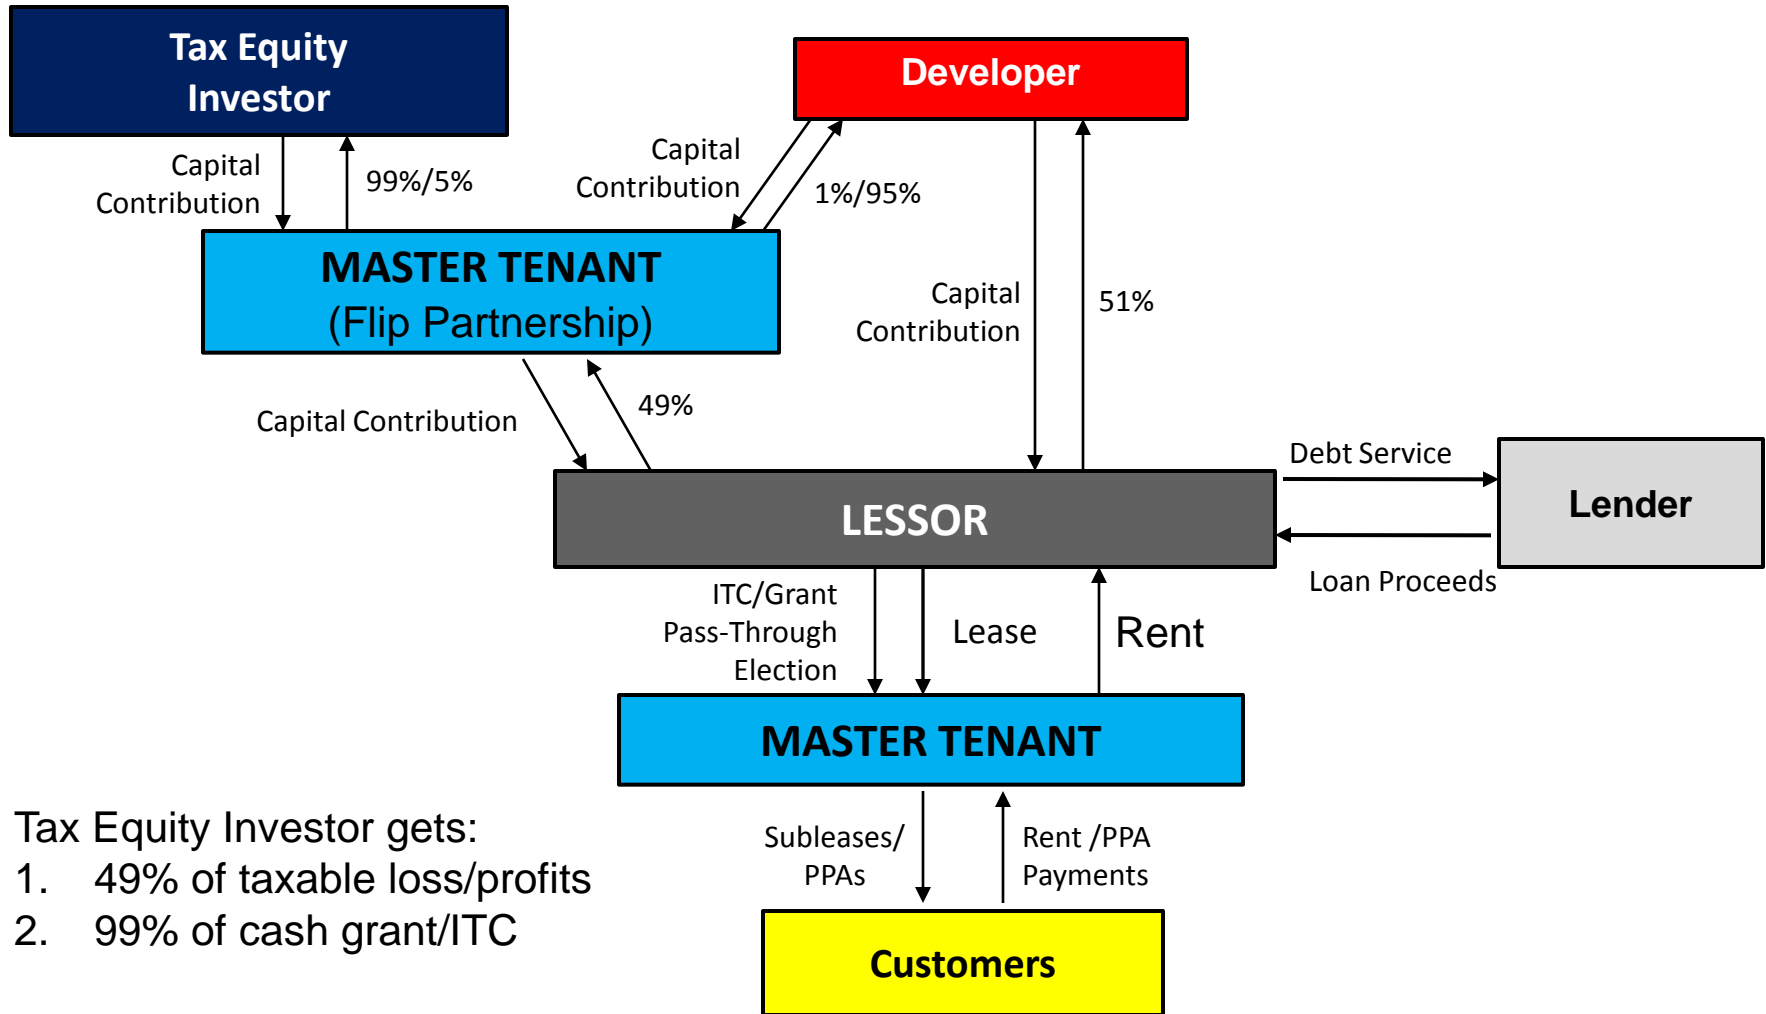 Tax Equity
Investor
Developer
Capital
Contribution
99%/5%
Capital
Contribution
1%/95%
MASTER TENANT
(Flip Partnership)
Capital
Contribution
51%
Capital Contribution
49%
Debt Service
Lender
LESSOR
Loan Proceeds
ITC/Grant
Pass-Through
Election
Lease
Rent
MASTER TENANT
Subleases/
PPAs
Rent /PPA
Payments
Customers
Tax Equity Investor gets:
1. 49% of taxable loss/profits
2. 99% of cash grant/ITC